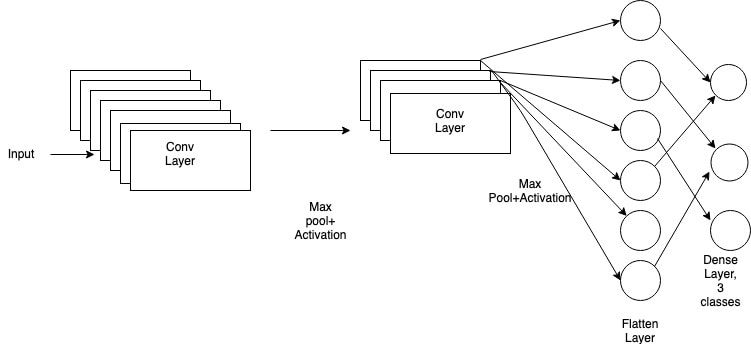 Input
Conv
Layer
Max
pool+
Activation
Conv
Layer
Max
Pool+Activation
Flatten
Layer
Dense
Layer,
3
classes